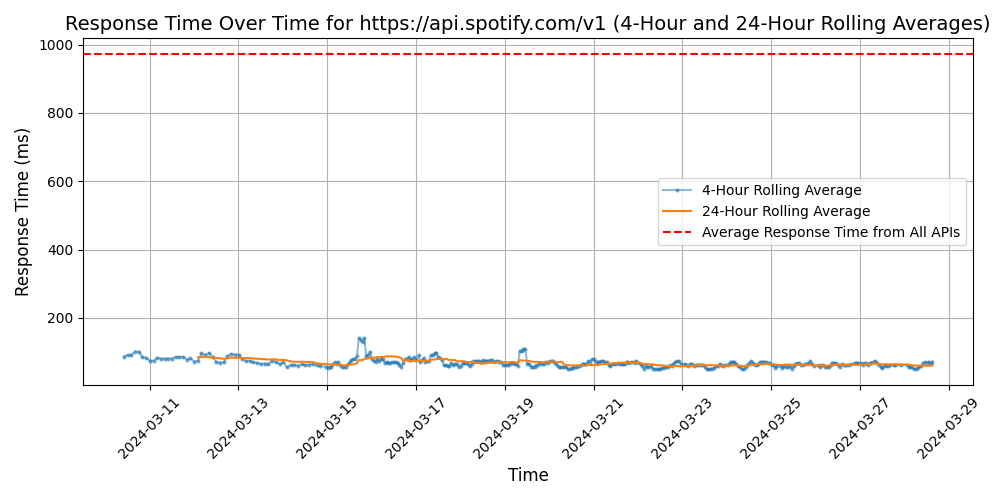 Response Time Over Time for https://api.spotify.com/v1 (4-Hour and 24-Hour Rolling Averages)
Response Time (ms)
1000
800
600
400
200
4-Hour Rolling Average
24-Hour Rolling Average
Average Response Time from All APIs
2024-03-11
2024-03-13
2024-03-15
2024-03-17
2024-03-19
2024-03-21
2024-03-23
2024-03-25
2024-03-27
2024-03-29
Time